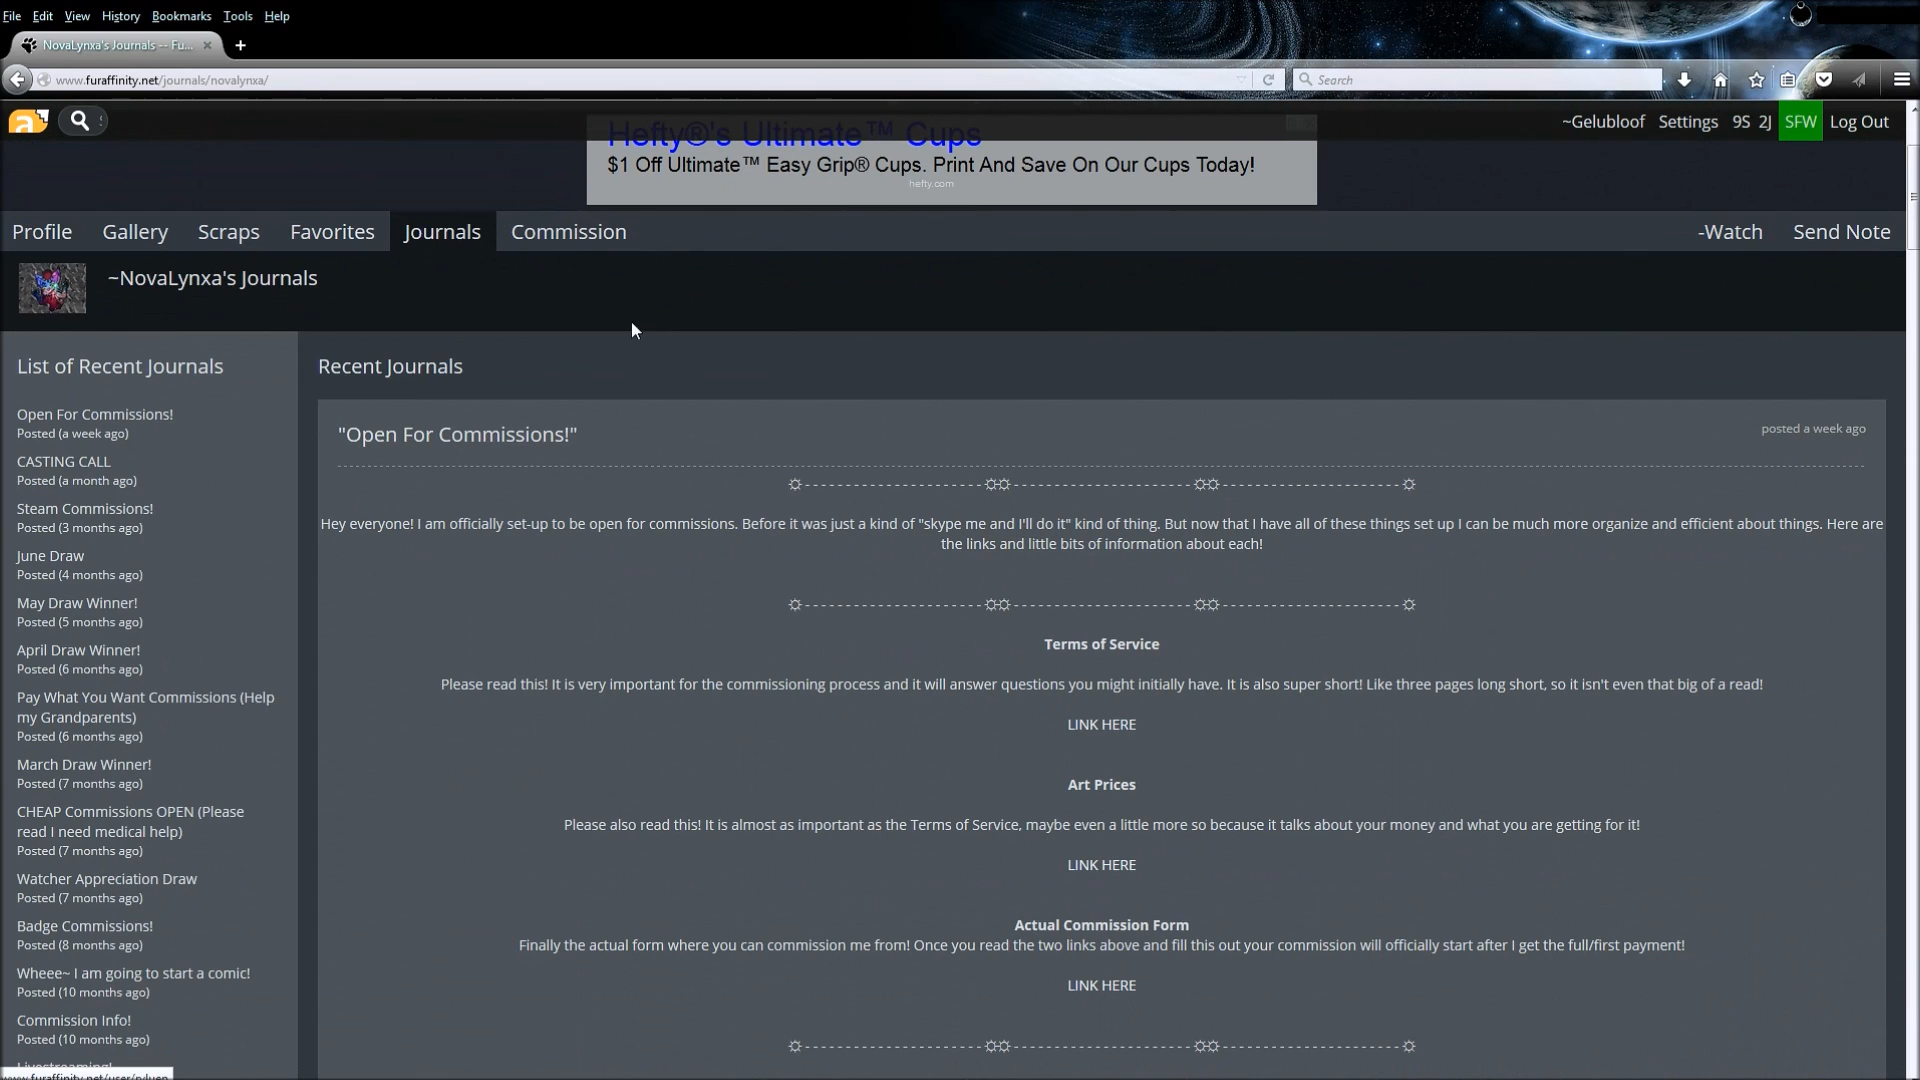 File Edit View History Bookmarks Tools Help
NovaLynxa's Journals -- Fu...
www.furaffinity.net/journals/novalynxa/
Search
~Gelubloof Settings 9S 2J SFW Log Out
Hefty®'s Ultimate™ Cups
$1 Off Ultimate™ Easy Grip® Cups. Print And Save On Our Cups Today!
hefty.com
Profile Gallery Scraps Favorites Journals Commission -Watch Send Note
~NovaLynxa's Journals
List of Recent Journals
Open For Commissions!
Posted (a week ago)
CASTING CALL
Posted (a month ago)
Steam Commissions!
Posted (3 months ago)
June Draw
Posted (4 months ago)
May Draw Winner!
Posted (5 months ago)
April Draw Winner!
Posted (6 months ago)
Pay What You Want Commissions (Help
my Grandparents)
Posted (6 months ago)
March Draw Winner!
Posted (7 months ago)
CHEAP Commissions OPEN (Please
read I need medical help)
Posted (7 months ago)
Watcher Appreciation Draw
Posted (7 months ago)
Badge Commissions!
Posted (8 months ago)
Wheee~ I am going to start a comic!
Posted (10 months ago)
Commission Info!
Posted (10 months ago)
Livestreaming!
Recent Journals
"Open For Commissions!"
posted a week ago
Hey everyone! I am officially set-up to be open for commissions. Before it was just a kind of "skype me and I'll do it" kind of thing. But now that I have all of these things set up I can be much more organize and efficient about things. Here are
the links and little bits of information about each!
Terms of Service
Please read this! It is very important for the commissioning process and it will answer questions you might initially have. It is also super short! Like three pages long short, so it isn't even that big of a read!
LINK HERE
Art Prices
Please also read this! It is almost as important as the Terms of Service, maybe even a little more so because it talks about your money and what you are getting for it!
LINK HERE
Actual Commission Form
Finally the actual form where you can commission me from! Once you read the two links above and fill this out your commission will officially start after I get the full/first payment!
LINK HERE